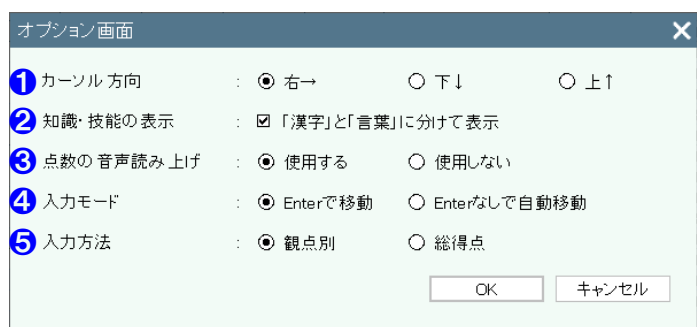 オプション画面
1 カーソル方向 : 右→ 下↓ 上↑
2 知識・技能の表示 : 「漢字」と「言葉」に分けて表示
3 点数の音声読み上げ : 使用する 使用しない
4 入力モード : Enterで移動 Enterなしで自動移動
5 入力方法 : 観点別 総得点
OK キャンセル